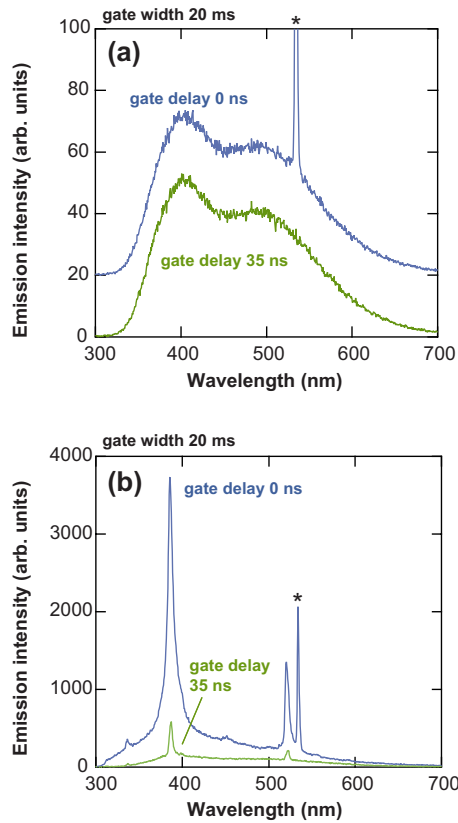 gate width 20 ms
100
80
60
40
20
0
Emission intensity (arb. units)
(a)
*
gate delay 0 ns
gate delay 35 ns
300 400 500 600 700
Wavelength (nm)
gate width 20 ms
4000
3000
2000
1000
0
Emission intensity (arb. units)
(b)
gate delay 0 ns
*
gate delay
35 ns
300 400 500 600 700
Wavelength (nm)